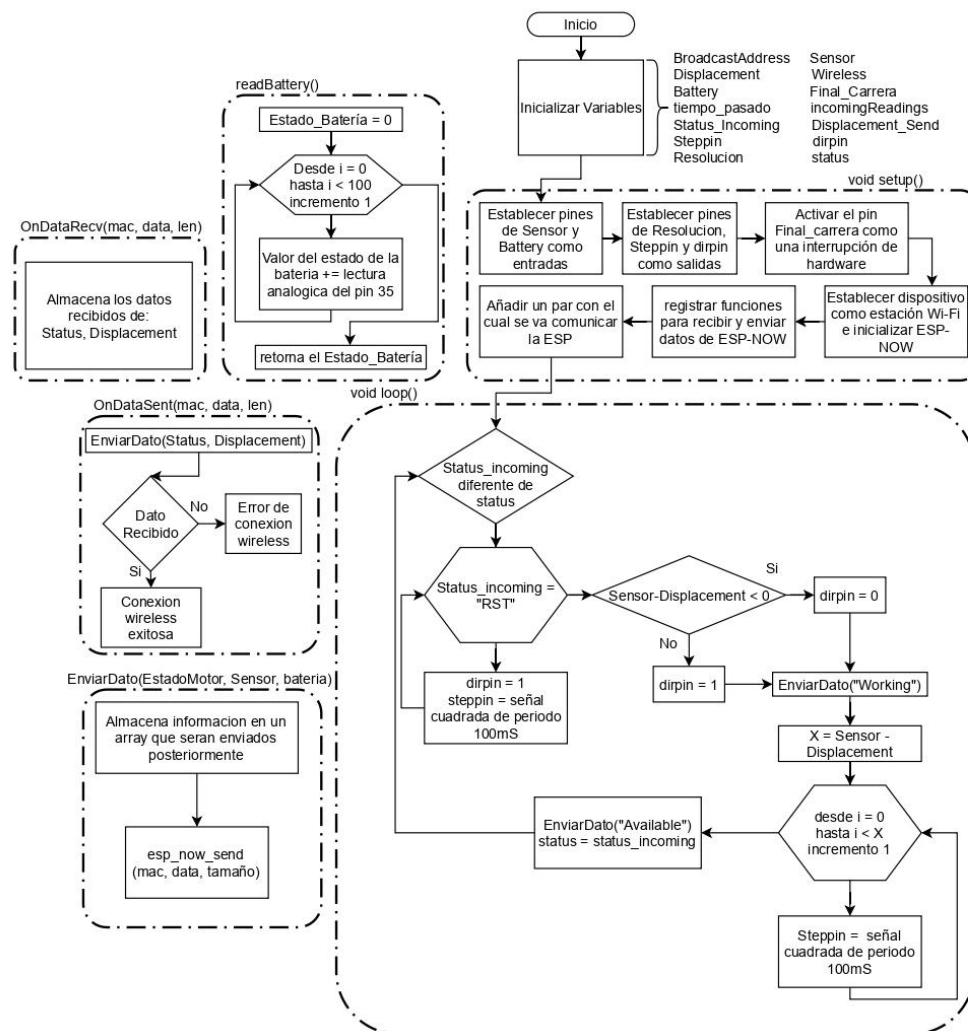 Inicio
Inicializar Variables
BroadcastAddress
Displacement
Battery
tiempo_pasado
Status_Incoming
Steppin
Resolucion
Sensor
Wireless
Final_Carrera
incomingReadings
Displacement_Send
dirpin
status
readBattery()
Estado_Batería = 0
Desde i = 0
hasta i < 100
incremento 1
Valor del estado de la
bateria += lectura
analogica del pin 35
retorna el Estado_Batería
OnDataRecv(mac, data, len)
Almacena los datos
recibidos de:
Status, Displacement
void setup()
Establecer pines
de Sensor y
Battery como
entradas
Establecer pines
de Resolucion,
Steppin y dirpin
como salidas
Activar el pin
Final_carrera como
una interrupción de
hardware
Establecer dispositivo
como estación Wi-Fi
e inicializar ESP-
NOW
registrar funciones
para recibir y enviar
datos de ESP-NOW
Añadir un par con el
cual se va comunicar
la ESP
OnDataSent(mac, data, len)
EnviarDato(Status, Displacement)
Dato
Recibido
No
Error de
conexion
wireless
Si
Conexion
wireless
exitosa
EnviarDato(EstadoMotor, Sensor, bateria)
Almacena informacion en un
array que seran enviados
posteriormente
esp_now_send
(mac, data, tamaño)
void loop()
Status_incoming
diferente de
status
Status_incoming =
"RST"
dirpin = 1
steppin = señal
cuadrada de periodo
100mS
Sensor-Displacement < 0
Si
dirpin = 0
No
dirpin = 1
EnviarDato("Working")
X = Sensor -
Displacement
desde i = 0
hasta i < X
incremento 1
Steppin = señal
cuadrada de periodo
100mS
EnviarDato("Available")
status = status_incoming